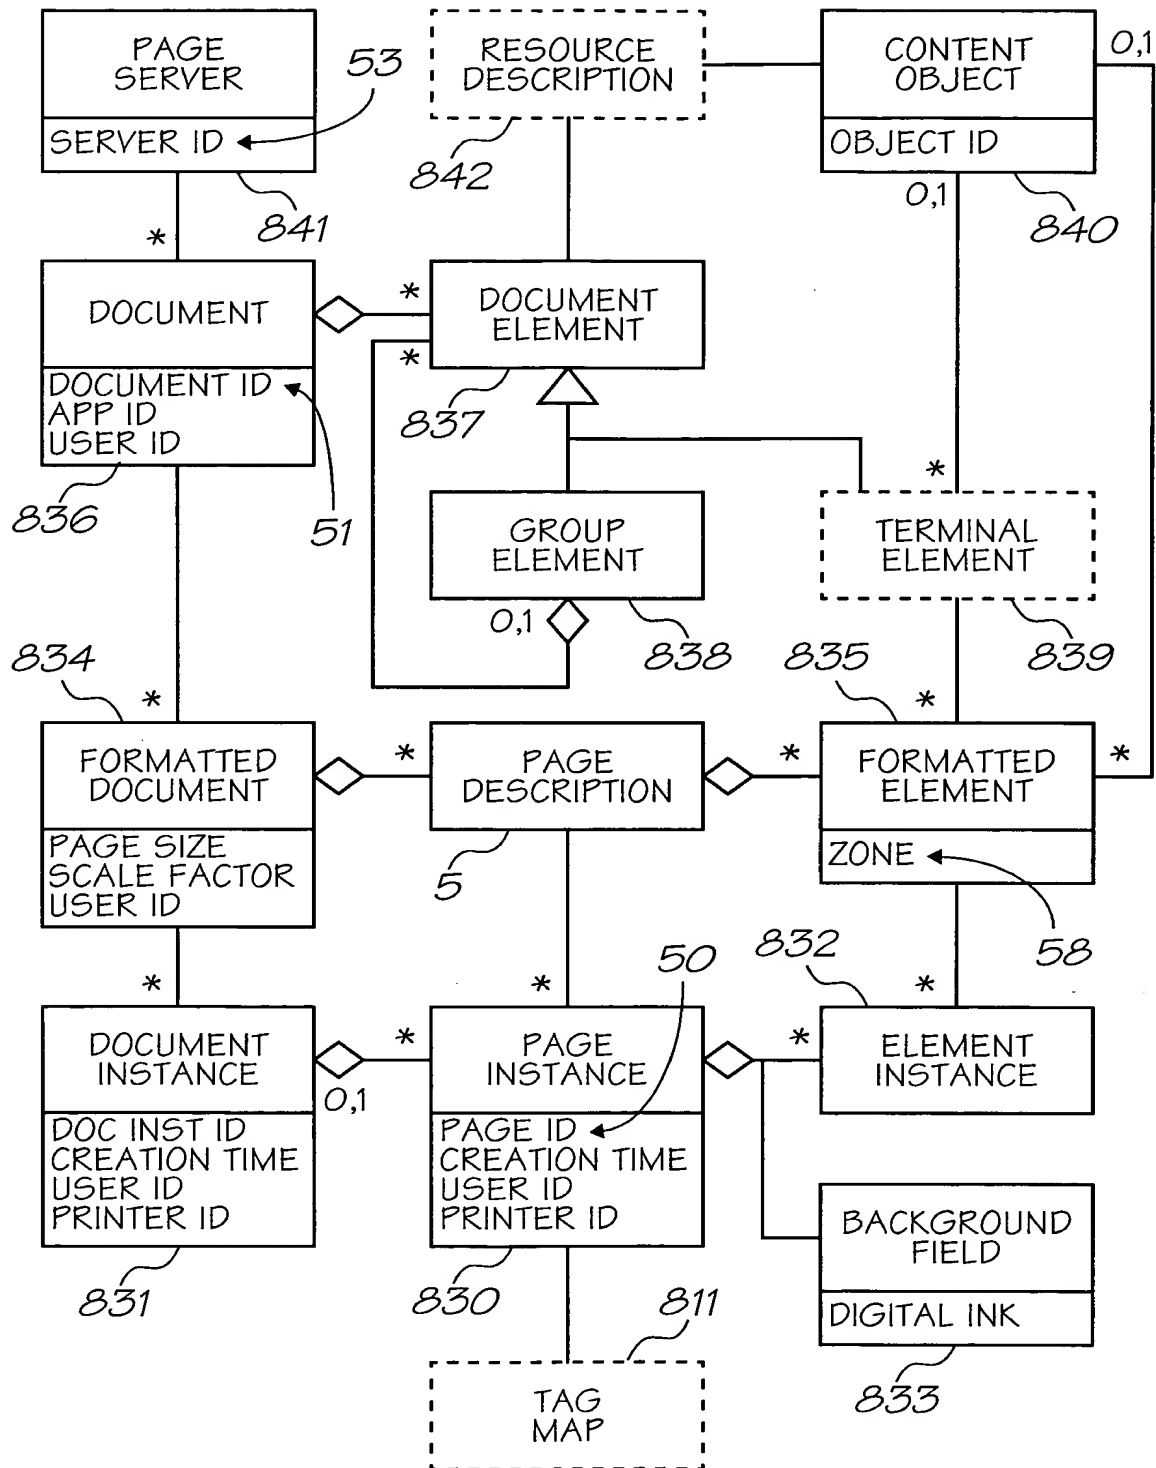 PAGE
SERVER
SERVER ID
53
841
RESOURCE
DESCRIPTION
842
CONTENT
OBJECT
OBJECT ID
0,1
0,1
840
*
DOCUMENT
DOCUMENT ID
APP ID
USER ID
836
51
*
*
DOCUMENT
ELEMENT
837
GROUP
ELEMENT
0,1
838
*
TERMINAL
ELEMENT
839
834
*
FORMATTED
DOCUMENT
PAGE SIZE
SCALE FACTOR
USER ID
*
PAGE
DESCRIPTION
5
835
*
*
*
FORMATTED
ELEMENT
ZONE
58
*
DOCUMENT
INSTANCE
0,1
DOC INST ID
CREATION TIME
USER ID
PRINTER ID
831
*
*
50
PAGE
INSTANCE
PAGE ID
CREATION TIME
USER ID
PRINTER ID
830
832
*
*
ELEMENT
INSTANCE
BACKGROUND
FIELD
DIGITAL INK
833
811
TAG
MAP